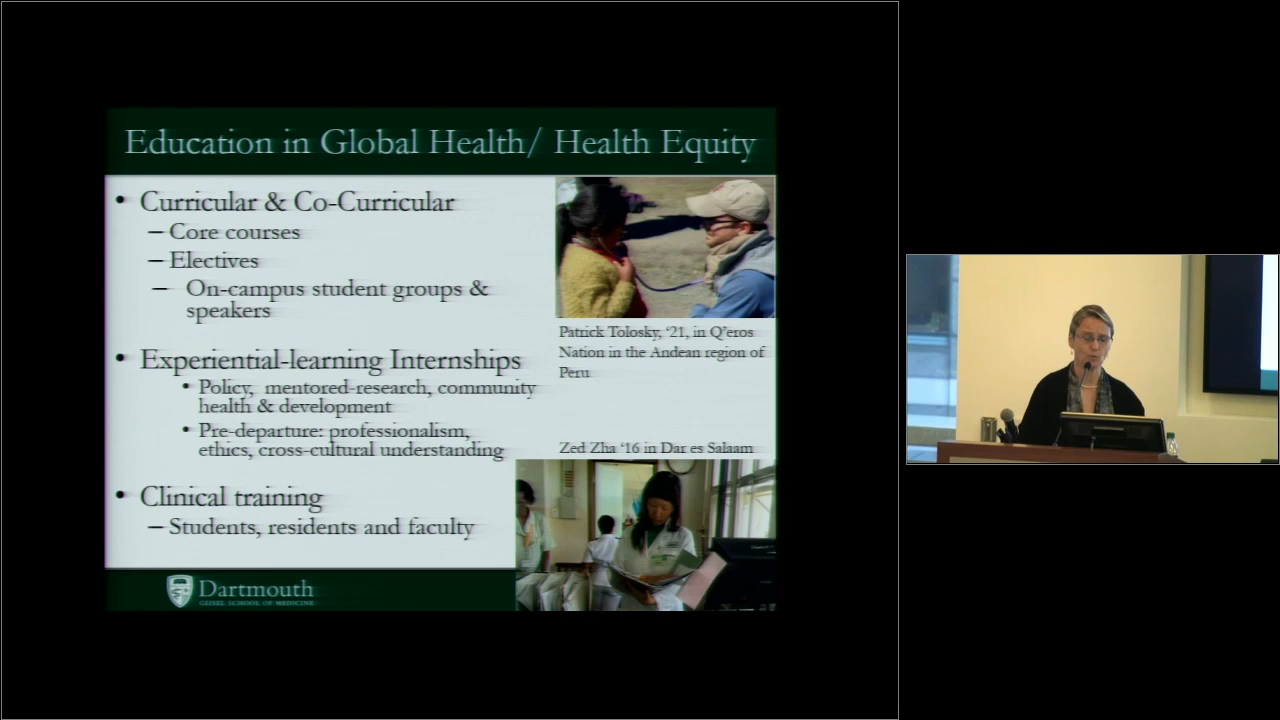 Education in Global Health/ Health Equity
• Curricular & Co-Curricular
– Core courses
– Electives
– On-campus student groups &
speakers
• Experiential-learning Internships
• Policy, mentored-research, community
health & development
• Pre-departure: professionalism,
ethics, cross-cultural understanding
• Clinical training
– Students, residents and faculty
Patrick Tolosky, ‘21, in Q’eros
Nation in the Andean region of
Peru
Zed Zha ‘16 in Dar es Salaam
Dartmouth
GEISEL SCHOOL OF MEDICINE